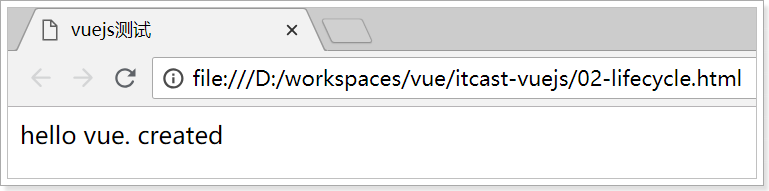 vuejs测试
file:///D:/workspaces/vue/itcast-vuejs/02-lifecycle.html
hello vue. created